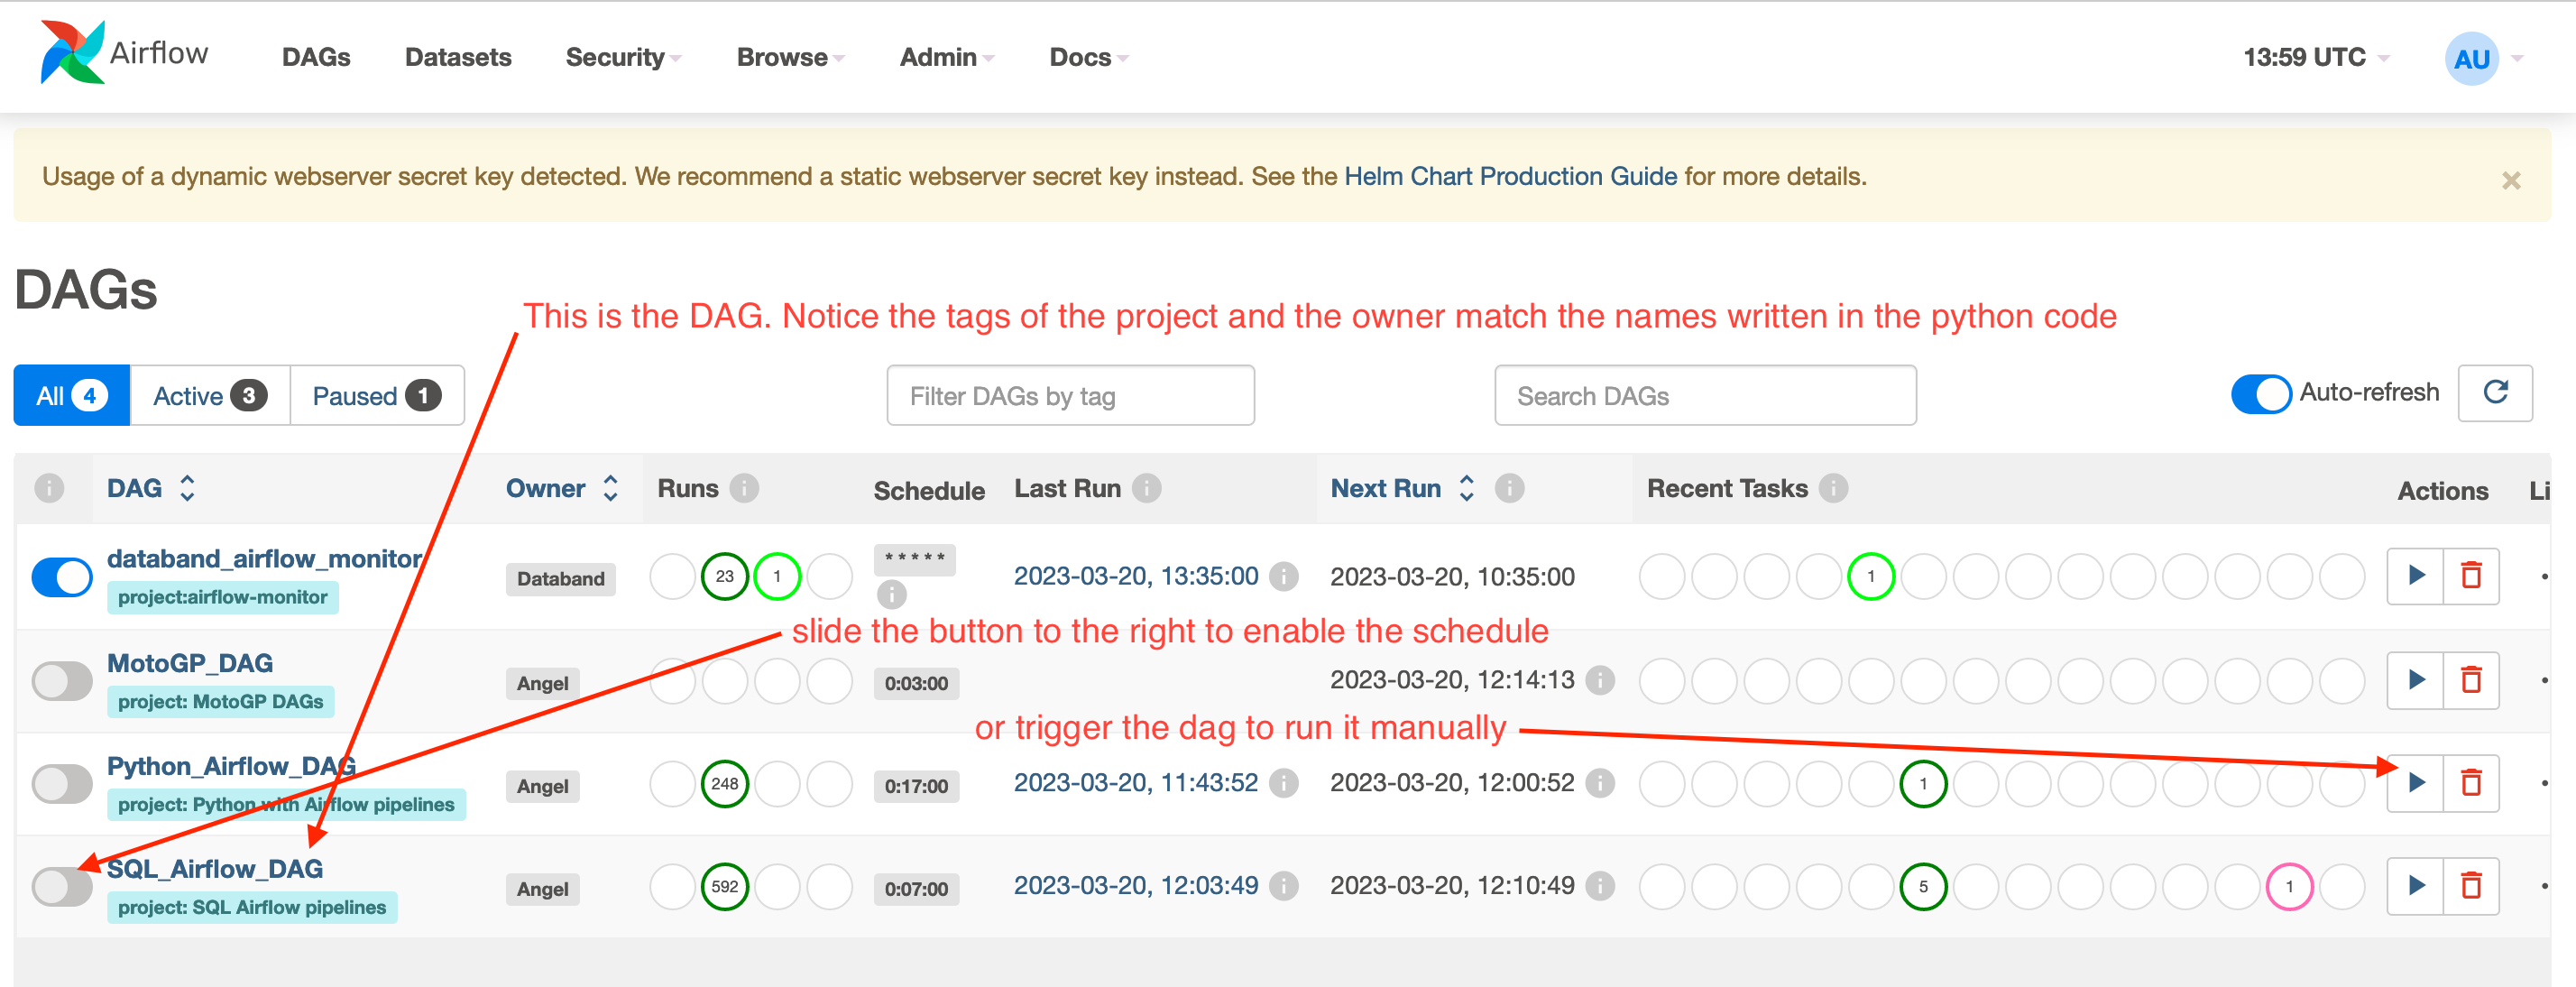 Airflow DAGs Datasets Security Browse Admin Docs 13:59 UTC AU
Usage of a dynamic webserver secret key detected. We recommend a static webserver secret key instead. See the Helm Chart Production Guide for more details. ×
DAGs
This is the DAG. Notice the tags of the project and the owner match the names written in the python code
All 4 Active 3 Paused 1 Filter DAGs by tag Search DAGs Auto-refresh
i DAG Owner Runs i Schedule Last Run i Next Run i Recent Tasks i Actions Li
databand_airflow_monitor
project:airflow-monitor
Databand 23 1 * * * * * i 2023-03-20, 13:35:00 i 2023-03-20, 10:35:00 1
slide the button to the right to enable the schedule
MotoGP_DAG
project: MotoGP DAGs
Angel 0:03:00 2023-03-20, 12:14:13 i
or trigger the dag to run it manually
Python_Airflow_DAG
project: Python with Airflow pipelines
Angel 248 0:17:00 2023-03-20, 11:43:52 i 2023-03-20, 12:00:52 i 1
SQL_Airflow_DAG
project: SQL Airflow pipelines
Angel 592 0:07:00 2023-03-20, 12:03:49 i 2023-03-20, 12:10:49 i 5 1